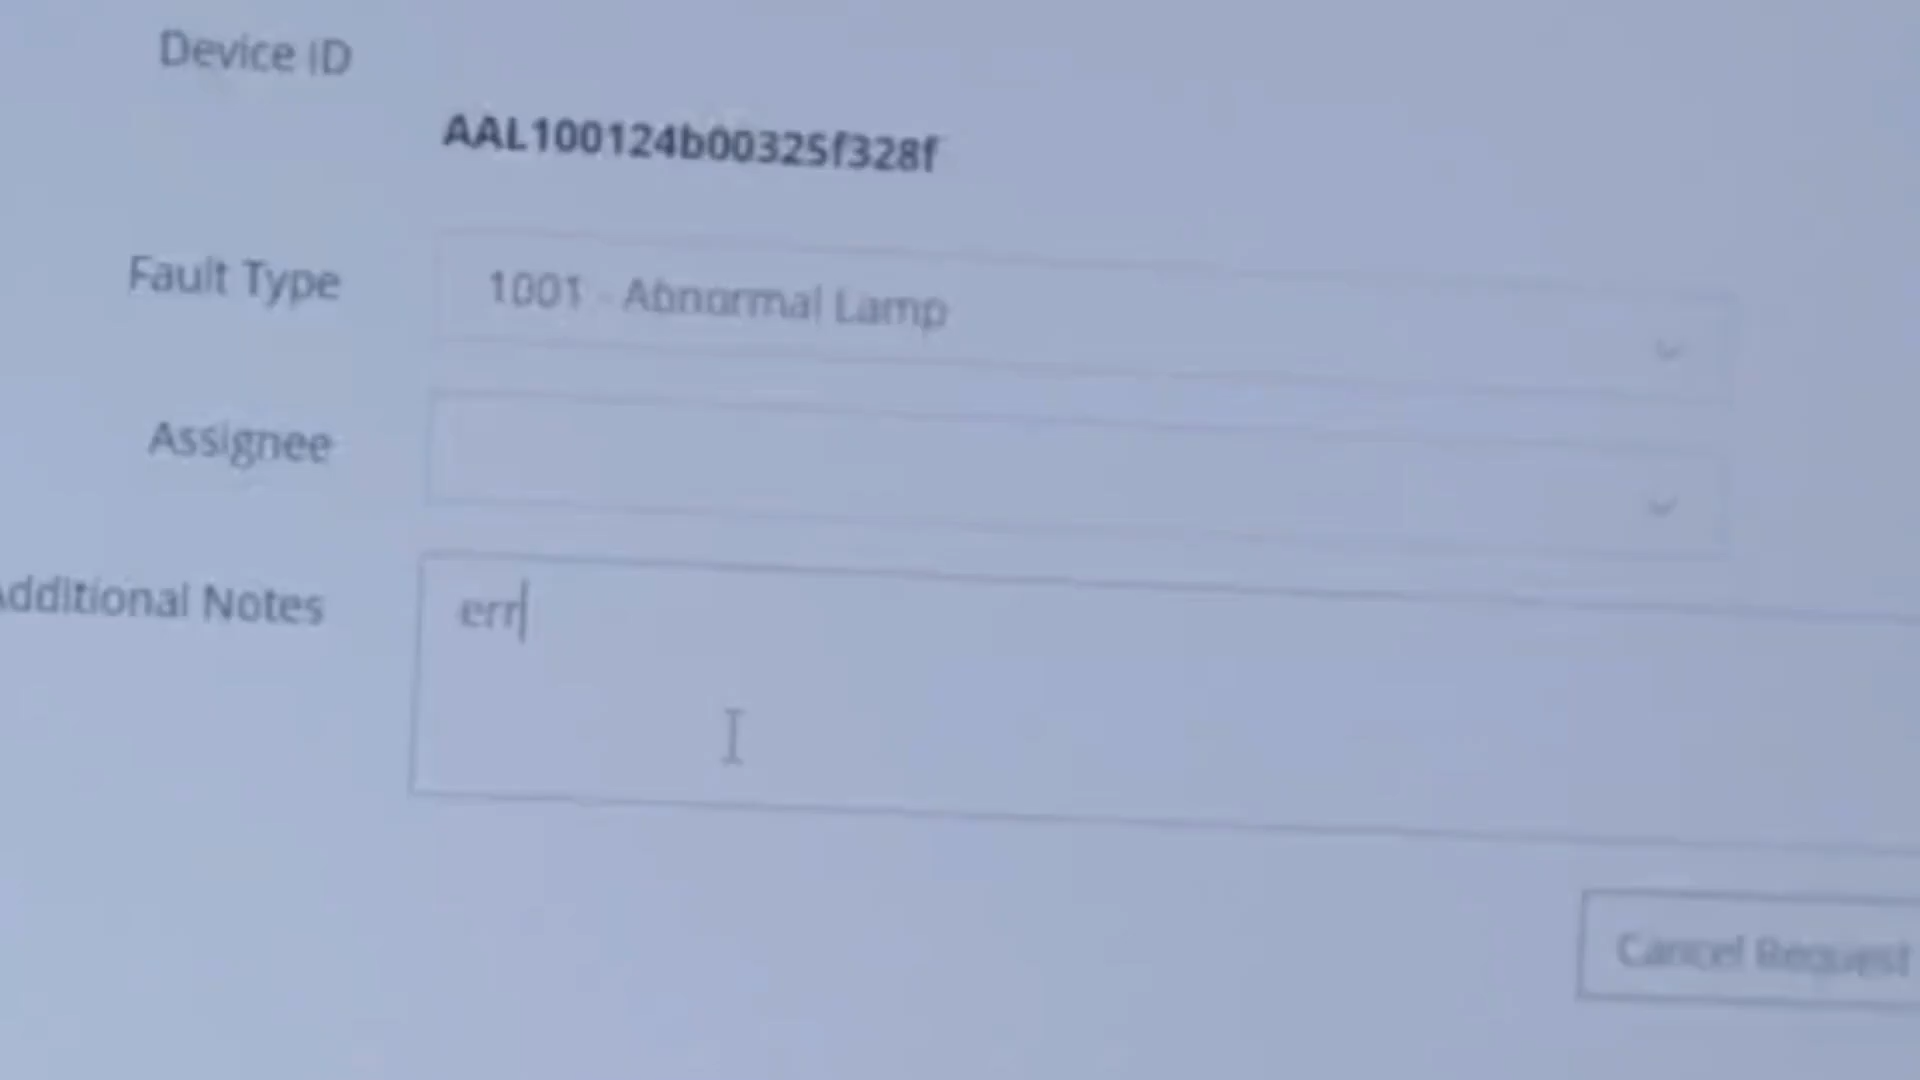 Device ID
AAL100124b00325f328f
Fault Type
1001 - Abnormal Lamp
Assignee
Additional Notes
err
Cancel Request